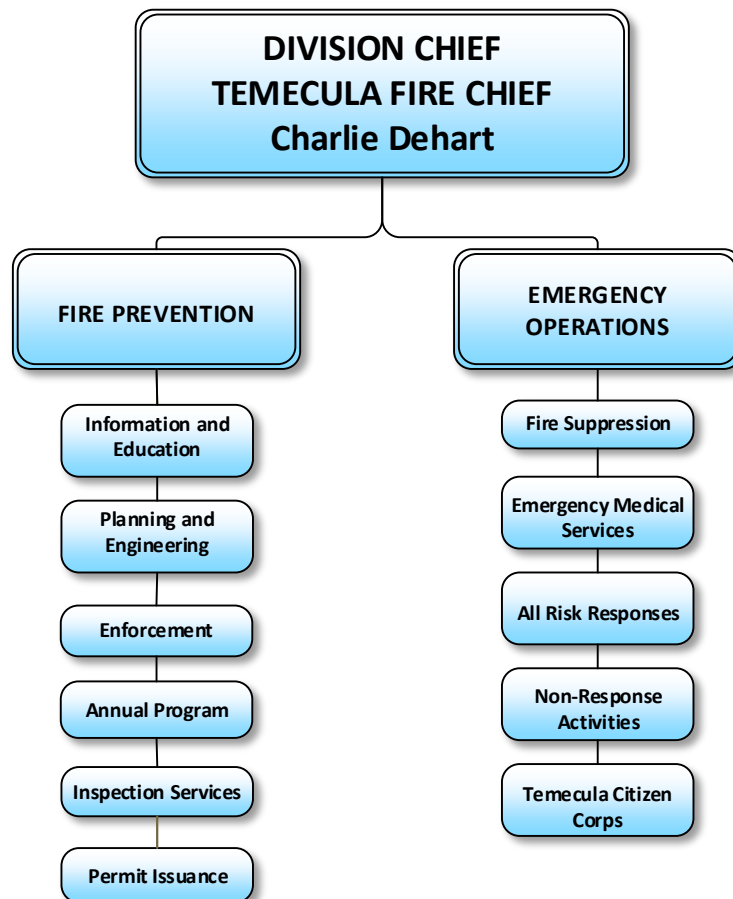 DIVISION CHIEF
TEMECULA FIRE CHIEF
Charlie Dehart
FIRE PREVENTION
Information and
Education
Planning and
Engineering
Enforcement
Annual Program
Inspection Services
Permit Issuance
EMERGENCY
OPERATIONS
Fire Suppression
Emergency Medical
Services
All Risk Responses
Non-Response
Activities
Temecula Citizen
Corps